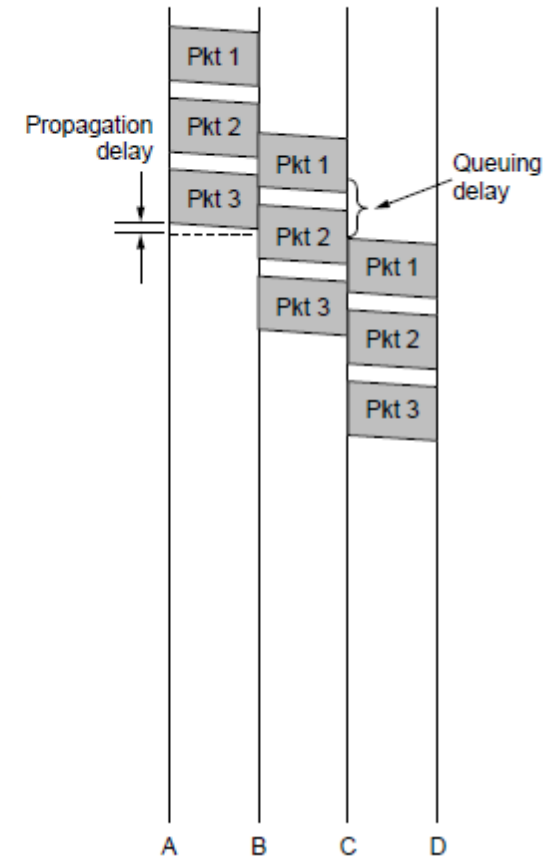 Pkt 1
Pkt 2
Pkt 3
Propagation
delay
Pkt 1
Pkt 2
Pkt 3
Queuing
delay
Pkt 1
Pkt 2
Pkt 3
A B C D